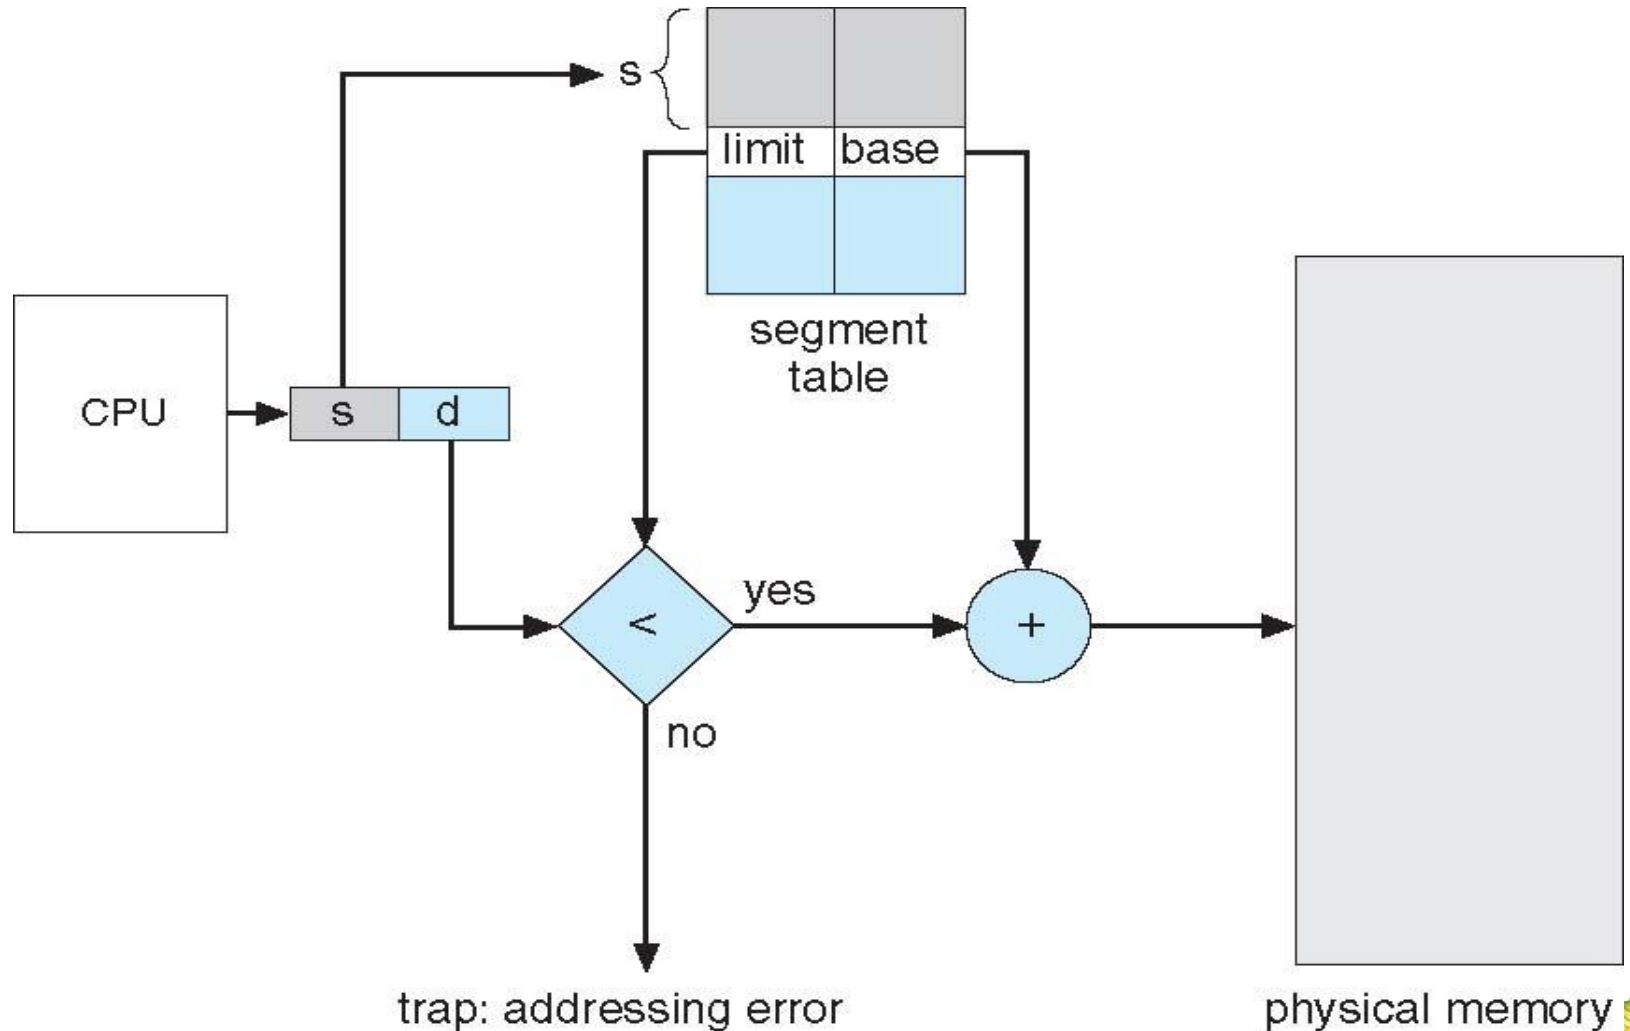 s
limit base
segment
table
CPU
s d
<
yes
+
no
trap: addressing error
physical memory